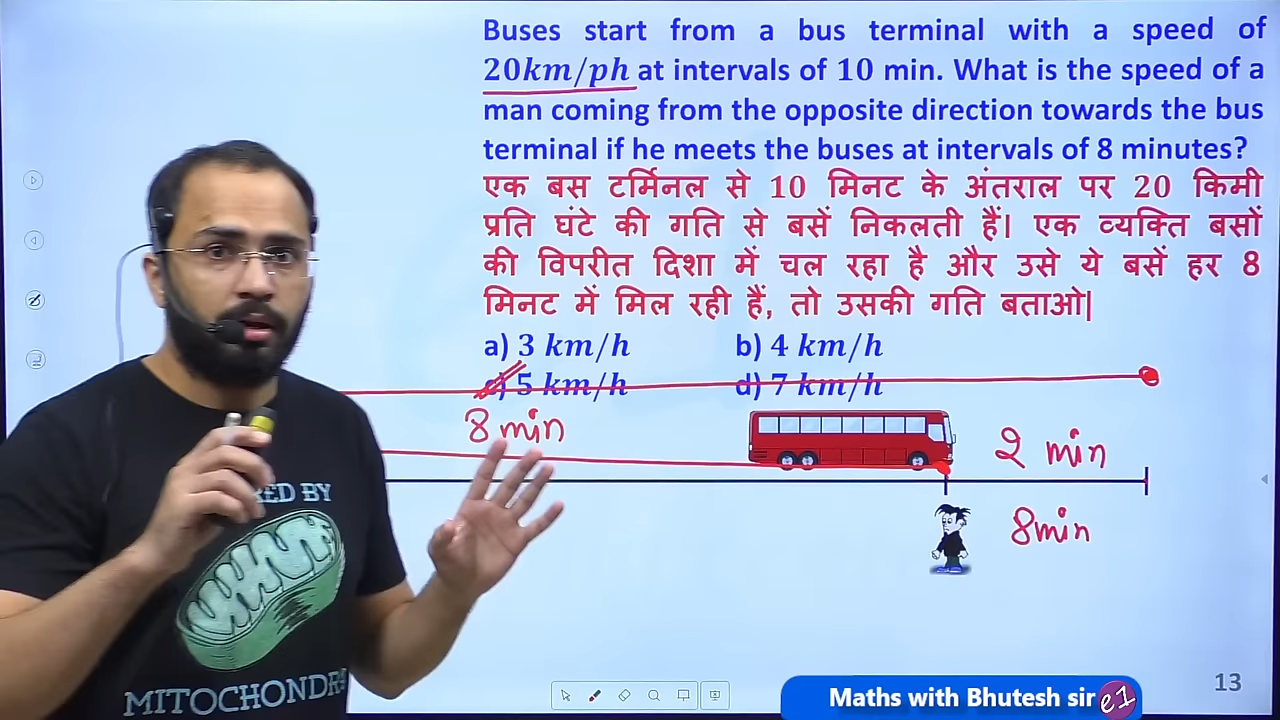 Buses start from a bus terminal with a speed of
20km/ph at intervals of 10 min. What is the speed of a
man coming from the opposite direction towards the bus
terminal if he meets the buses at intervals of 8 minutes?
एक बस टर्मिनल से 10 मिनट के अंतराल पर 20 किमी
प्रति घंटे की गति से बसें निकलती हैं। एक व्यक्ति बसों
की विपरीत दिशा में चल रहा है और उसे ये बसें हर 8
मिनट में मिल रही हैं, तो उसकी गति बताओ|
a) 3 km/h b) 4 km/h
c) 5 km/h d) 7 km/h
8 min
2 min
8min
MITOCHONDR
ERED BY
13
Maths with Bhutesh sir e1